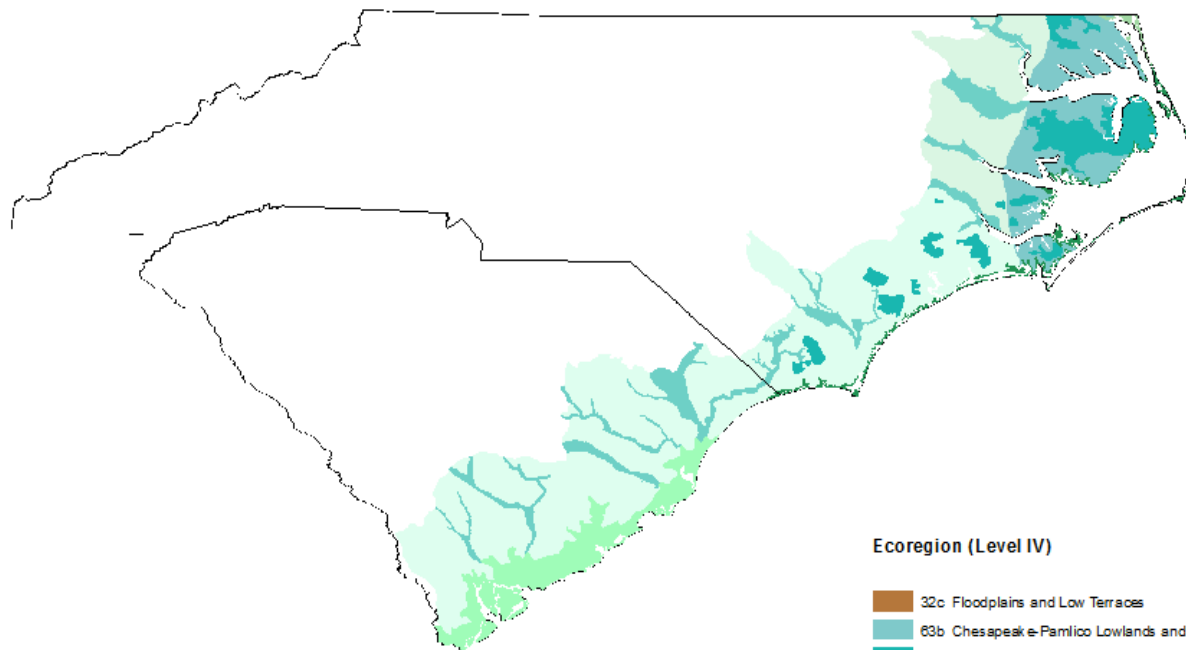 Ecoregion (Level IV)
32c Floodplains and Low Terraces
63b Chesapeake-Pamlico Lowlands and